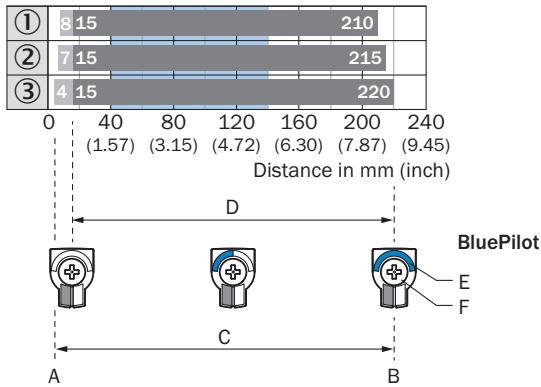 ① 8 15 210
② 7 15 215
③ 4 15 220
0 40 80 120 160 200 240
(1.57) (3.15) (4.72) (6.30) (7.87) (9.45)
Distance in mm (inch)
D
BluePilot
E
F
C
A B